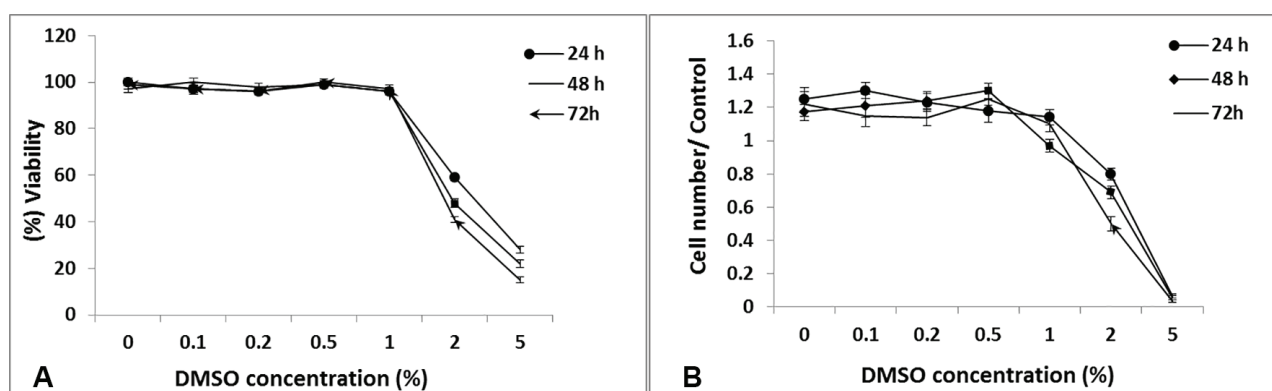 120
100
80
60
40
20
0
(%) Viability
0 0.1 0.2 0.5 1 2 5
DMSO concentration (%)
24 h
48 h
72h
A
1.6
1.4
1.2
1
0.8
0.6
0.4
0.2
0
Cell number/ Control
0 0.1 0.2 0.5 1 2 5
DMSO concentration (%)
24 h
48 h
72h
B